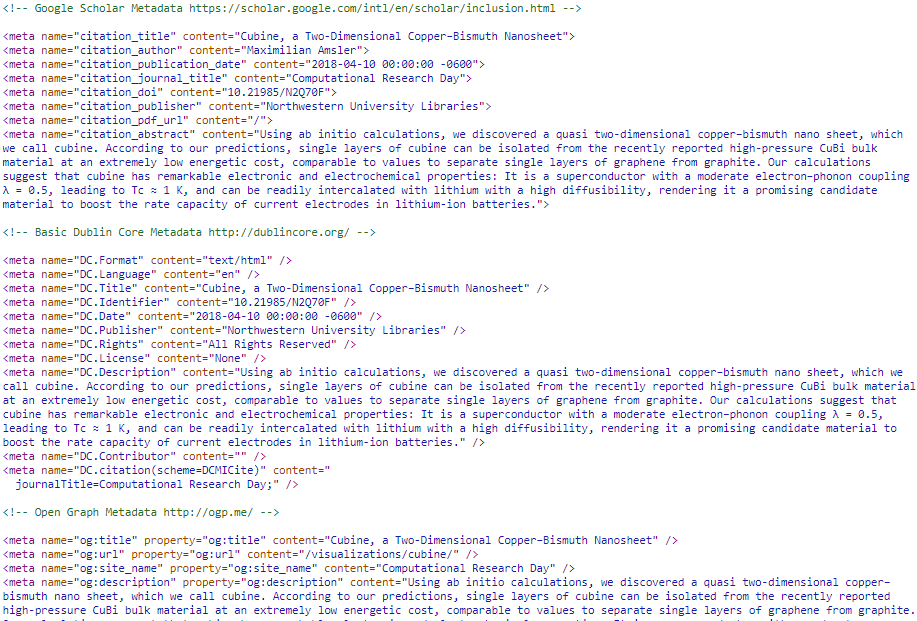 <!-- Google Scholar Metadata https://scholar.google.com/intl/en/scholar/inclusion.html -->
<meta name="citation_title" content="Cubine, a Two-Dimensional Copper–Bismuth Nanosheet">
<meta name="citation_author" content="Maximilian Amsler">
<meta name="citation_publication_date" content="2018-04-10 00:00:00 -0600">
<meta name="citation_journal_title" content="Computational Research Day">
<meta name="citation_doi" content="10.21985/N2Q70F">
<meta name="citation_publisher" content="Northwestern University Libraries">
<meta name="citation_pdf_url" content="/">
<meta name="citation_abstract" content="Using ab initio calculations, we discovered a quasi two-dimensional copper–bismuth nano sheet, which
we call cubine. According to our predictions, single layers of cubine can be isolated from the recently reported high-pressure CuBi bulk
material at an extremely low energetic cost, comparable to values to separate single layers of graphene from graphite. Our calculations
suggest that cubine has remarkable electronic and electrochemical properties: It is a superconductor with a moderate electron–phonon coupling
λ = 0.5, leading to Tc ≈ 1 K, and can be readily intercalated with lithium with a high diffusibility, rendering it a promising candidate
material to boost the rate capacity of current electrodes in lithium-ion batteries.">
<!-- Basic Dublin Core Metadata http://dublincore.org/ -->
<meta name="DC.Format" content="text/html" />
<meta name="DC.Language" content="en" />
<meta name="DC.Title" content="Cubine, a Two-Dimensional Copper–Bismuth Nanosheet" />
<meta name="DC.Identifier" content="10.21985/N2Q70F" />
<meta name="DC.Date" content="2018-04-10 00:00:00 -0600" />
<meta name="DC.Publisher" content="Northwestern University Libraries" />
<meta name="DC.Rights" content="All Rights Reserved" />
<meta name="DC.License" content="None" />
<meta name="DC.Description" content="Using ab initio calculations, we discovered a quasi two-dimensional copper–bismuth nano sheet, which we
call cubine. According to our predictions, single layers of cubine can be isolated from the recently reported high-pressure CuBi bulk material
at an extremely low energetic cost, comparable to values to separate single layers of graphene from graphite. Our calculations suggest that
cubine has remarkable electronic and electrochemical properties: It is a superconductor with a moderate electron–phonon coupling λ = 0.5,
leading to Tc ≈ 1 K, and can be readily intercalated with lithium with a high diffusibility, rendering it a promising candidate material to
boost the rate capacity of current electrodes in lithium-ion batteries." />
<meta name="DC.Contributor" content="" />
<meta name="DC.citation(scheme=DCMICite)" content="
journalTitle=Computational Research Day;" />
<!-- Open Graph Metadata http://ogp.me/ -->
<meta name="og:title" property="og:title" content="Cubine, a Two-Dimensional Copper–Bismuth Nanosheet" />
<meta name="og:url" property="og:url" content="/visualizations/cubine/" />
<meta name="og:site_name" property="og:site_name" content="Computational Research Day" />
<meta name="og:description" property="og:description" content="Using ab initio calculations, we discovered a quasi two-dimensional copper–
bismuth nano sheet, which we call cubine. According to our predictions, single layers of cubine can be isolated from the recently reported
high-pressure CuBi bulk material at an extremely low energetic cost, comparable to values to separate single layers of graphene from graphite.